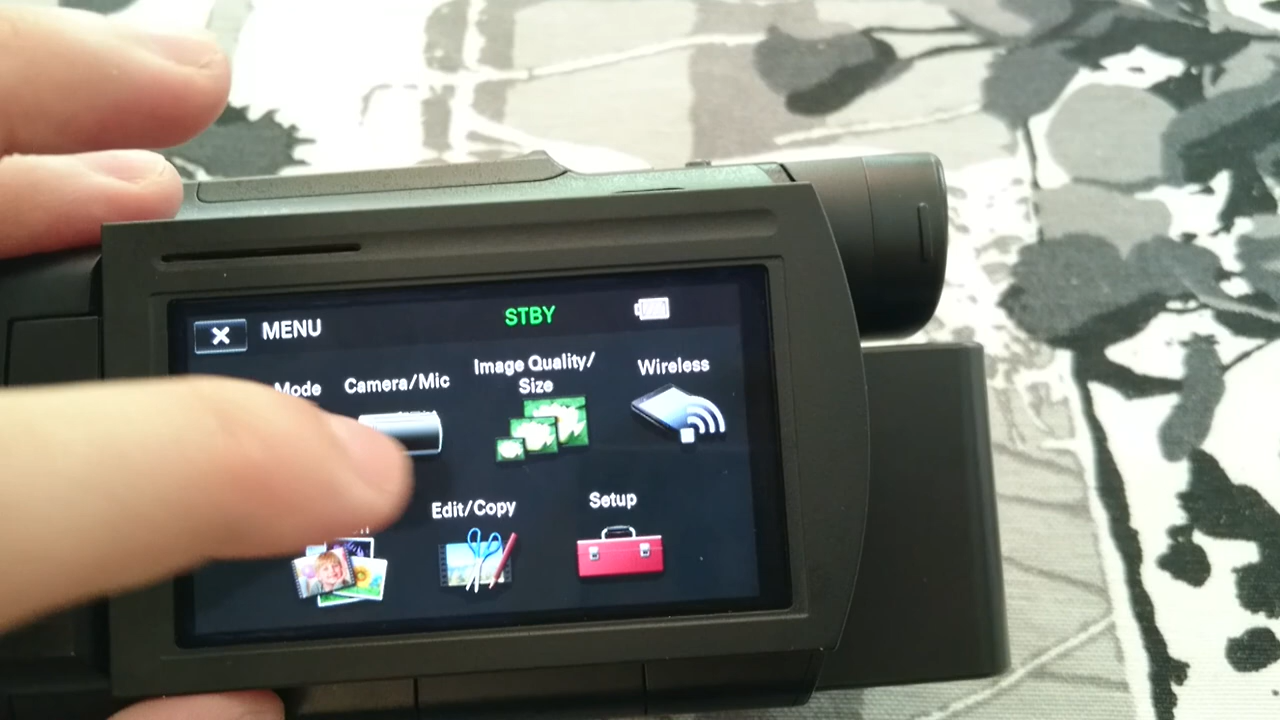 X MENU
STBY
Mode
Camera/Mic
Image Quality/
Size
Wireless
Edit/Copy
Setup